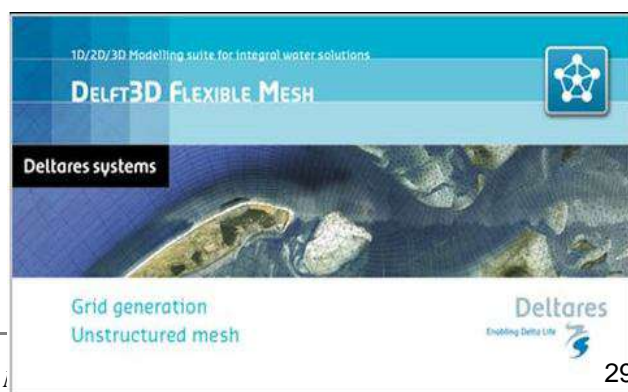 1D/2D/3D Modelling suite for integral water solutions
DELFT3D FLEXIBLE MESH
Deltares systems
Grid generation
Unstructured mesh
Deltares
Enabling Delta Life
29